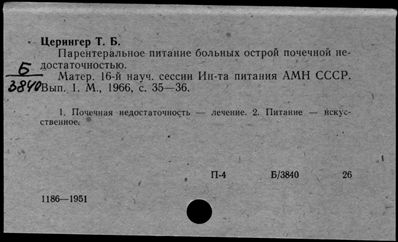 Церингер Т. Б.
Парентеральное питание больных острой почечной не-
достаточностью.
Б
3840
Матер. 16-й науч. сессии Ин-та питания АМН СССР.
Вып. 1. М., 1966, с. 35—36.
1. Почечная недостаточность — лечение. 2. Питание — искус-
ственное.
П-4 Б/3840 26
1186—1951